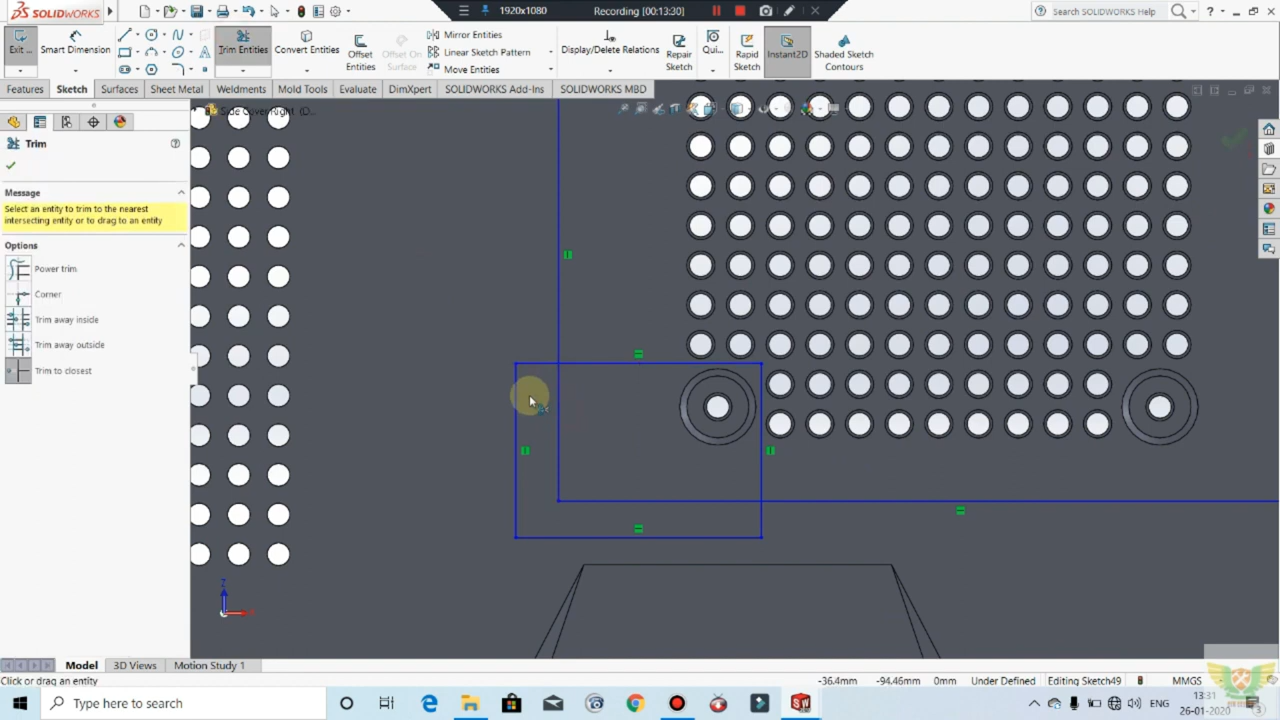 SOLIDWORKS
1920x1080
Recording [00:13:30]
Search SOLIDWORKS Help
Exit ...
Smart Dimension
Trim Entities
Convert Entities
Offset Entities
Offset On Surface
Mirror Entities
Linear Sketch Pattern
Move Entities
Display/Delete Relations
Repair Sketch
Qui...
Rapid Sketch
Instant2D
Shaded Sketch Contours
Features
Sketch
Surfaces
Sheet Metal
Weldments
Mold Tools
Evaluate
DimXpert
SOLIDWORKS Add-Ins
SOLIDWORKS MBD
Side Cover Right (D...
Trim
Message
Select an entity to trim to the nearest
intersecting entity or to drag to an entity
Options
Power trim
Corner
Trim away inside
Trim away outside
Trim to closest
Z
Model
3D Views
Motion Study 1
Click or drag an entity
-36.4mm
-94.46mm
0mm
Under Defined
Editing Sketch49
MMGS
Type here to search
ENG
13:31
26-01-2020
3